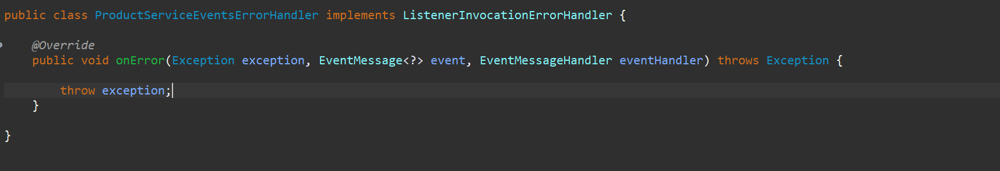 public class ProductServiceEventsErrorHandler implements ListenerInvocationErrorHandler {
@Override
public void onError(Exception exception, EventMessage<?> event, EventMessageHandler eventHandler) throws Exception {
throw exception;
}
}